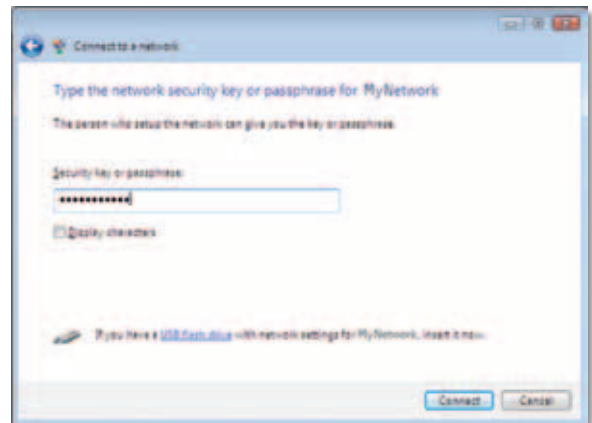 Connect to a network
Type the network security key or passphrase for MyNetwork
The person who setup the network can give you the key or passphrase.
Security key or passphrase:
•••••••••••
Display characters
If you have a USB flash drive with network settings for MyNetwork, insert it now.
Connect Cancel